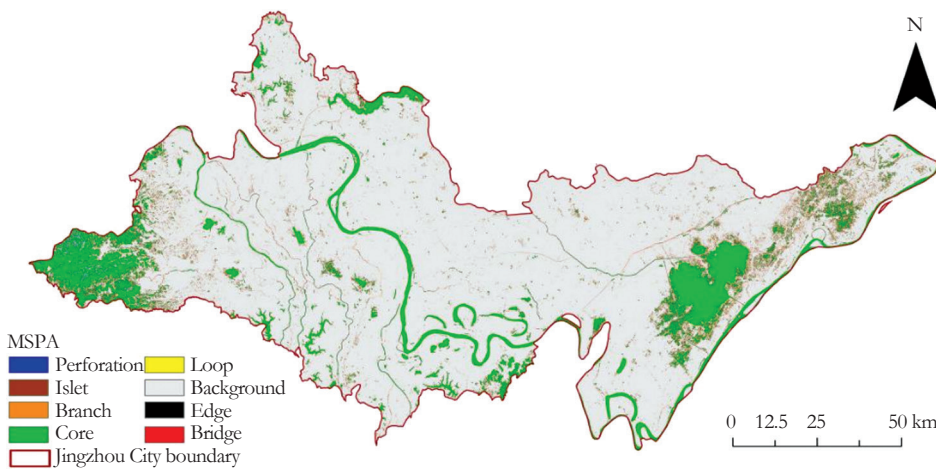 N
MSPA
Perforation Loop
Islet Background
Branch Edge
Core Bridge
Jingzhou City boundary
0 12.5 25 50 km